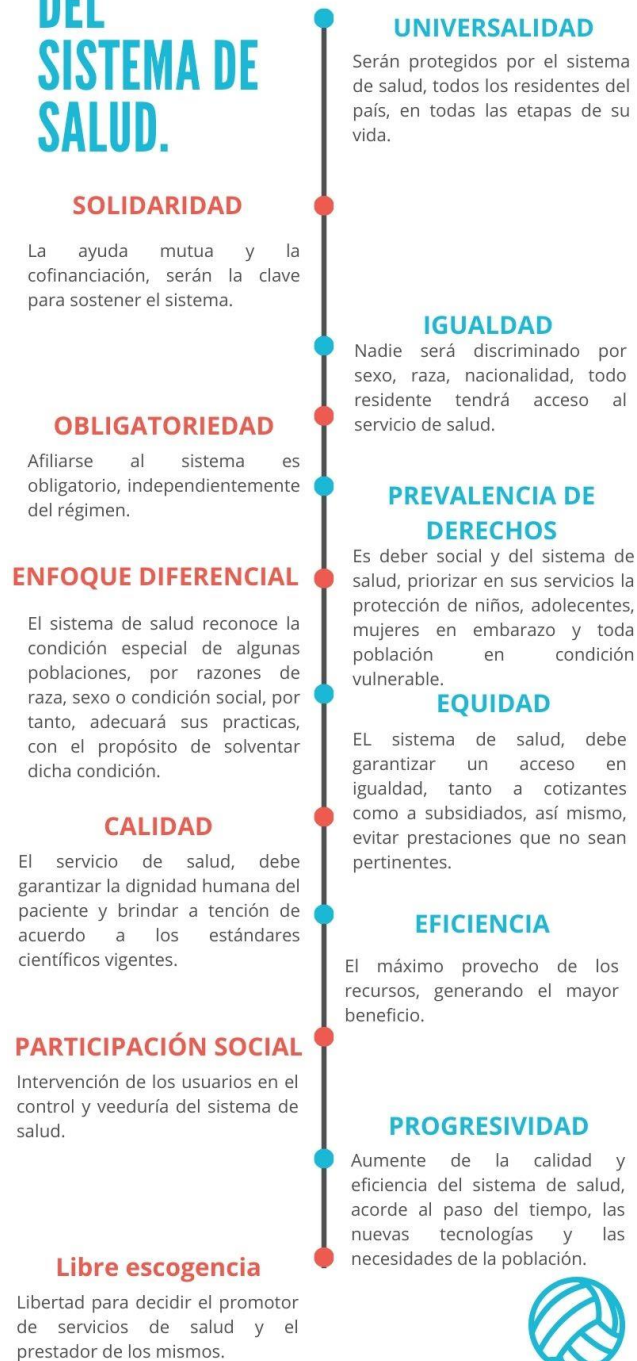 DEL
SISTEMA DE
SALUD.
UNIVERSALIDAD
Serán protegidos por el sistema
de salud, todos los residentes del
país, en todas las etapas de su
vida.
SOLIDARIDAD
La ayuda mutua y la
cofinanciación, serán la clave
para sostener el sistema.
IGUALDAD
Nadie será discriminado por
sexo, raza, nacionalidad, todo
residente tendrá acceso al
servicio de salud.
OBLIGATORIEDAD
Afiliarse al sistema es
obligatorio, independientemente
del régimen.
PREVALENCIA DE
DERECHOS
Es deber social y del sistema de
salud, priorizar en sus servicios la
protección de niños, adolecentes,
mujeres en embarazo y toda
población en condición
vulnerable.
ENFOQUE DIFERENCIAL
El sistema de salud reconoce la
condición especial de algunas
poblaciones, por razones de
raza, sexo o condición social, por
tanto, adecuará sus practicas,
con el propósito de solventar
dicha condición.
EQUIDAD
EL sistema de salud, debe
garantizar un acceso en
igualdad, tanto a cotizantes
como a subsidiados, así mismo,
evitar prestaciones que no sean
pertinentes.
CALIDAD
El servicio de salud, debe
garantizar la dignidad humana del
paciente y brindar a tención de
acuerdo a los estándares
científicos vigentes.
EFICIENCIA
El máximo provecho de los
recursos, generando el mayor
beneficio.
PARTICIPACIÓN SOCIAL
Intervención de los usuarios en el
control y veeduría del sistema de
salud.
PROGRESIVIDAD
Aumente de la calidad y
eficiencia del sistema de salud,
acorde al paso del tiempo, las
nuevas tecnologías y las
necesidades de la población.
Libre escogencia
Libertad para decidir el promotor
de servicios de salud y el
prestador de los mismos.